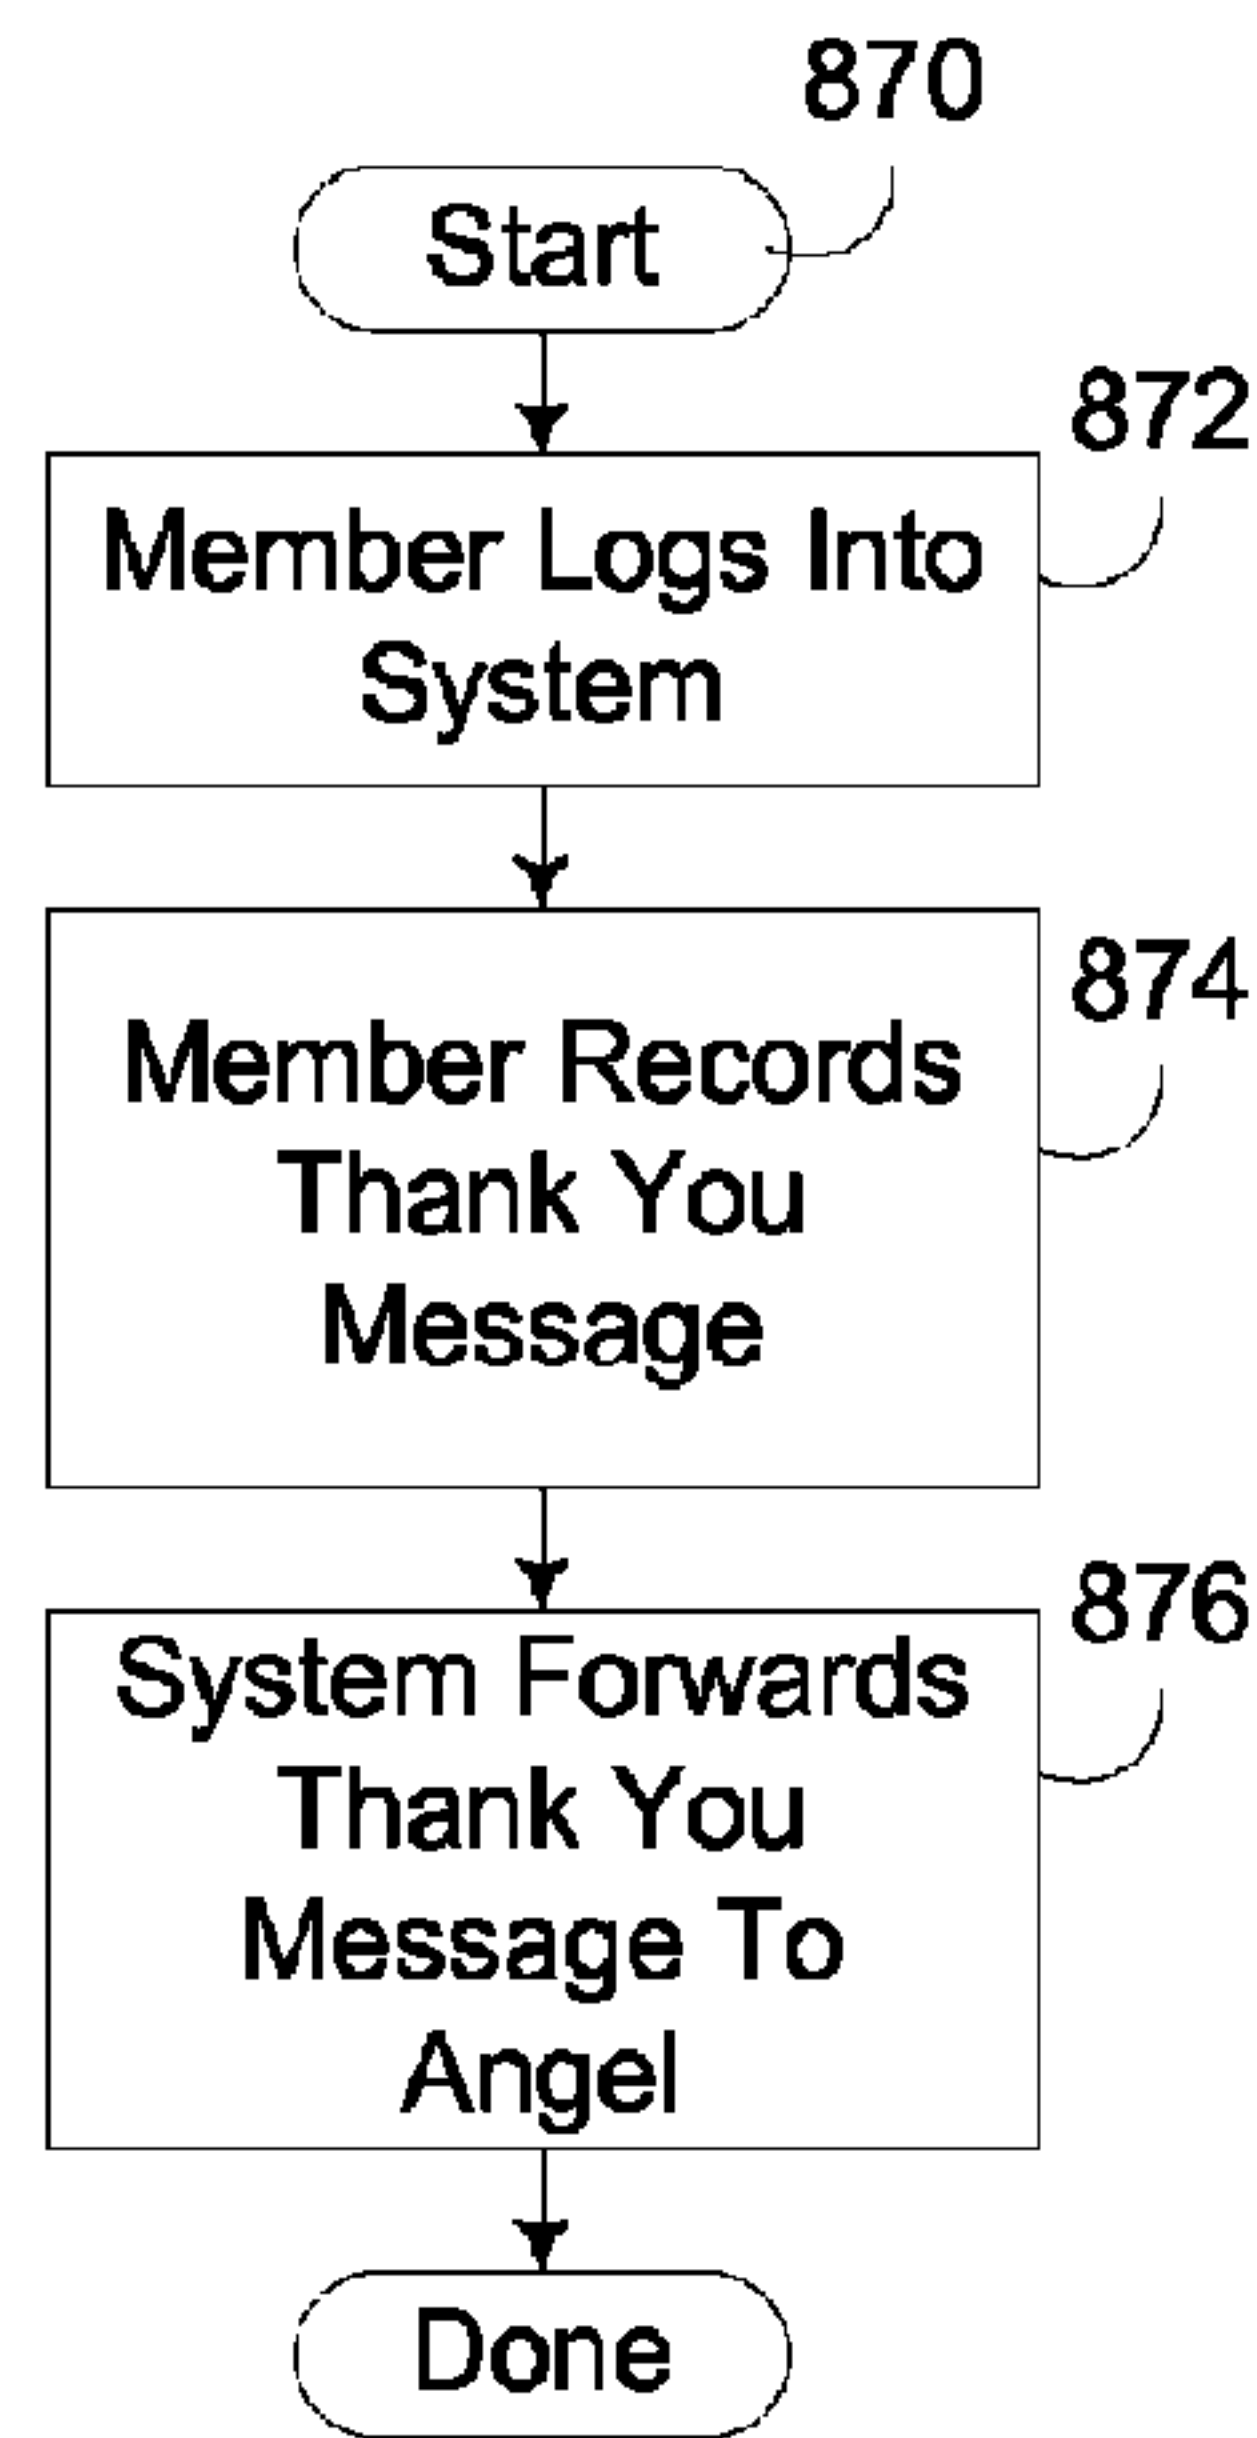 870
Start
872
Member Logs Into
System
874
Member Records
Thank You
Message
876
System Forwards
Thank You
Message To
Angel
Done